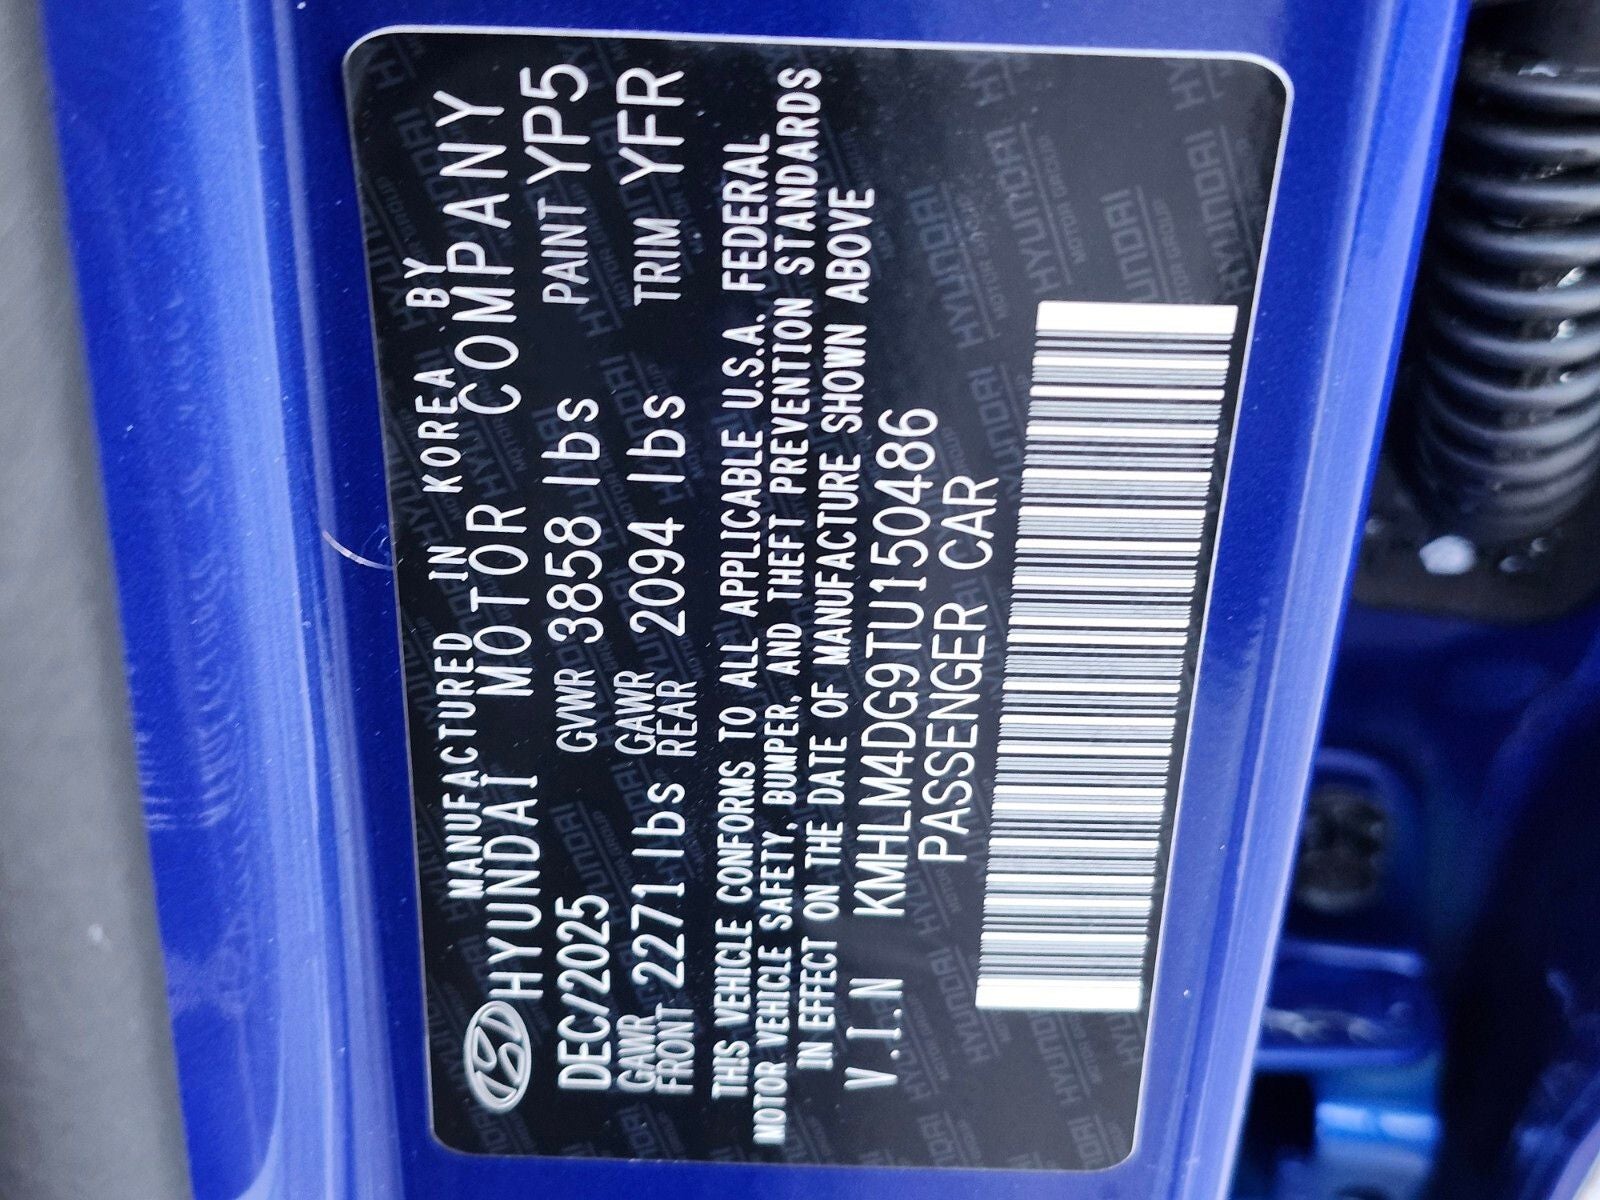 MANUFACTURED IN KOREA BY
HYUNDAI MOTOR COMPANY
DEC/2025 GVWR 3858 lbs PAINT YP5
GAWR FRONT 2271 lbs GAWR REAR 2094 lbs TRIM YFR
THIS VEHICLE CONFORMS TO ALL APPLICABLE U.S.A. FEDERAL
MOTOR VEHICLE SAFETY, BUMPER, AND THEFT PREVENTION STANDARDS
IN EFFECT ON THE DATE OF MANUFACTURE SHOWN ABOVE
V.I.N KMHLM4DG9TU150486
PASSENGER CAR